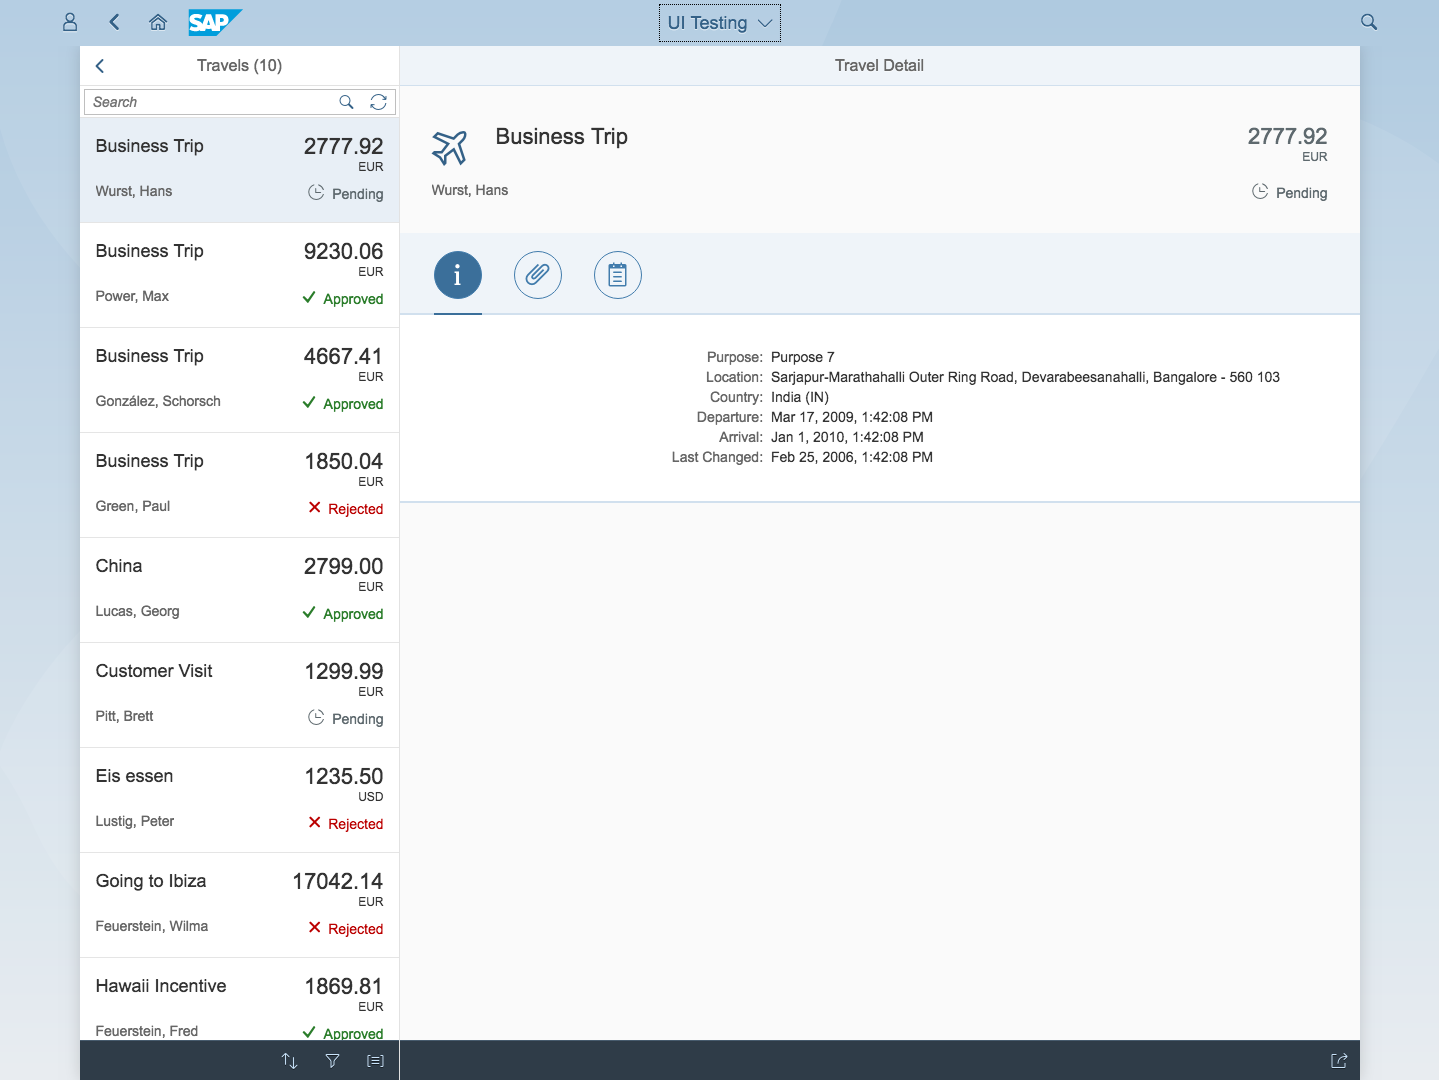 SAP
UI Testing
Travels (10)
Travel Detail
Search
Business Trip
2777.92
EUR
Wurst, Hans
Pending
Business Trip
9230.06
EUR
Power, Max
Approved
Business Trip
4667.41
EUR
González, Schorsch
Approved
Business Trip
1850.04
EUR
Green, Paul
Rejected
China
2799.00
EUR
Lucas, Georg
Approved
Customer Visit
1299.99
EUR
Pitt, Brett
Pending
Eis essen
1235.50
USD
Lustig, Peter
Rejected
Going to Ibiza
17042.14
EUR
Feuerstein, Wilma
Rejected
Hawaii Incentive
1869.81
EUR
Feuerstein, Fred
Approved
Business Trip
2777.92
EUR
Wurst, Hans
Pending
Purpose: Purpose 7
Location: Sarjapur-Marathahalli Outer Ring Road, Devarabeesanahalli, Bangalore - 560 103
Country: India (IN)
Departure: Mar 17, 2009, 1:42:08 PM
Arrival: Jan 1, 2010, 1:42:08 PM
Last Changed: Feb 25, 2006, 1:42:08 PM